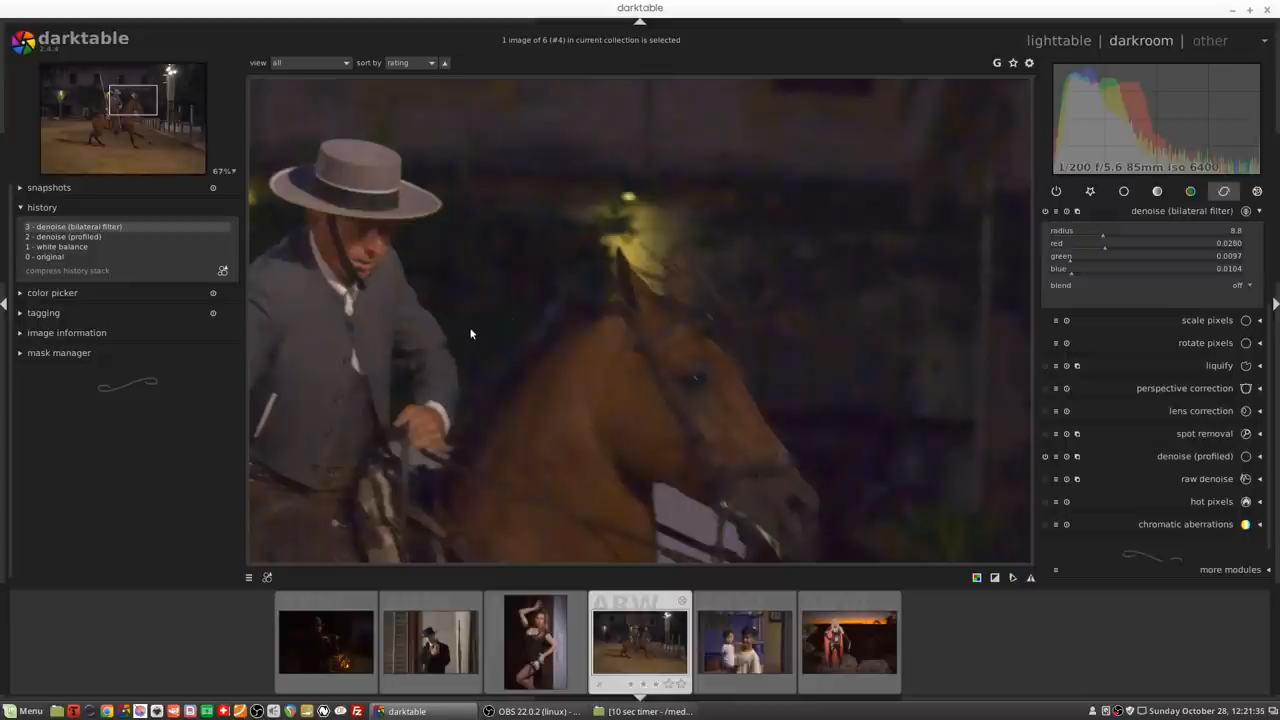 darktable
darktable
2.4.4
1 image of 6 (#4) in current collection is selected
lighttable | darkroom | other
view all sort by rating
G
67%
1/200 f/5.6 85mm iso 6400
snapshots
history
3 - denoise (bilateral filter)
2 - denoise (profiled)
1 - white balance
0 - original
compress history stack
color picker
tagging
image information
mask manager
denoise (bilateral filter)
radius 8.8
red 0.0280
green 0.0097
blue 0.0104
blend off
scale pixels
rotate pixels
liquify
perspective correction
lens correction
spot removal
denoise (profiled)
raw denoise
hot pixels
chromatic aberrations
more modules
ARW
Menu
darktable
OBS 22.0.2 (linux) - ...
[10 sec timer - /med...
Sunday October 28, 12:21:35